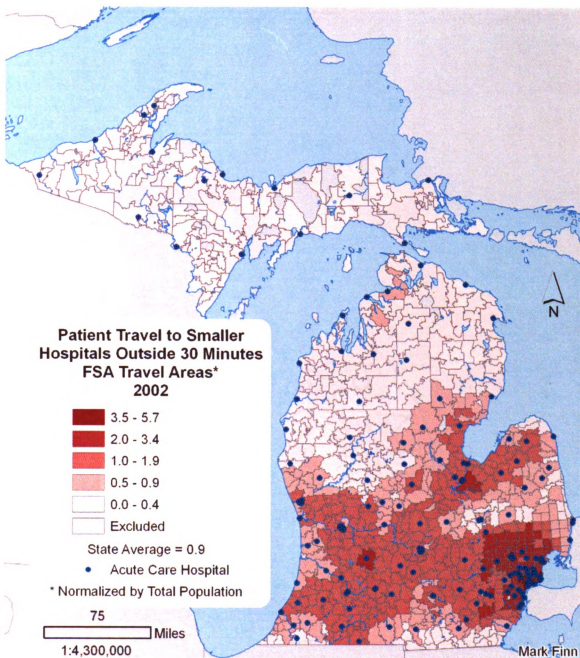 N
Patient Travel to Smaller
Hospitals Outside 30 Minutes
FSA Travel Areas*
2002
3.5 - 5.7
2.0 - 3.4
1.0 - 1.9
0.5 - 0.9
0.0 - 0.4
Excluded
State Average = 0.9
Acute Care Hospital
* Normalized by Total Population
75
Miles
1:4,300,000
Mark Finn